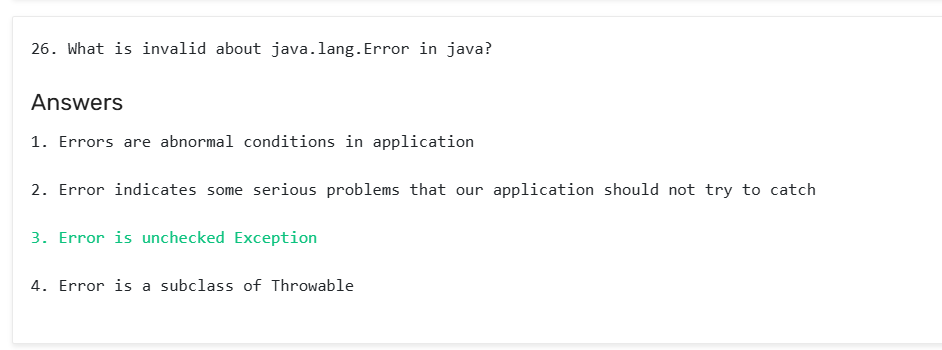 26. What is invalid about java.lang.Error in java?
Answers
1. Errors are abnormal conditions in application
2. Error indicates some serious problems that our application should not try to catch
3. Error is unchecked Exception
4. Error is a subclass of Throwable